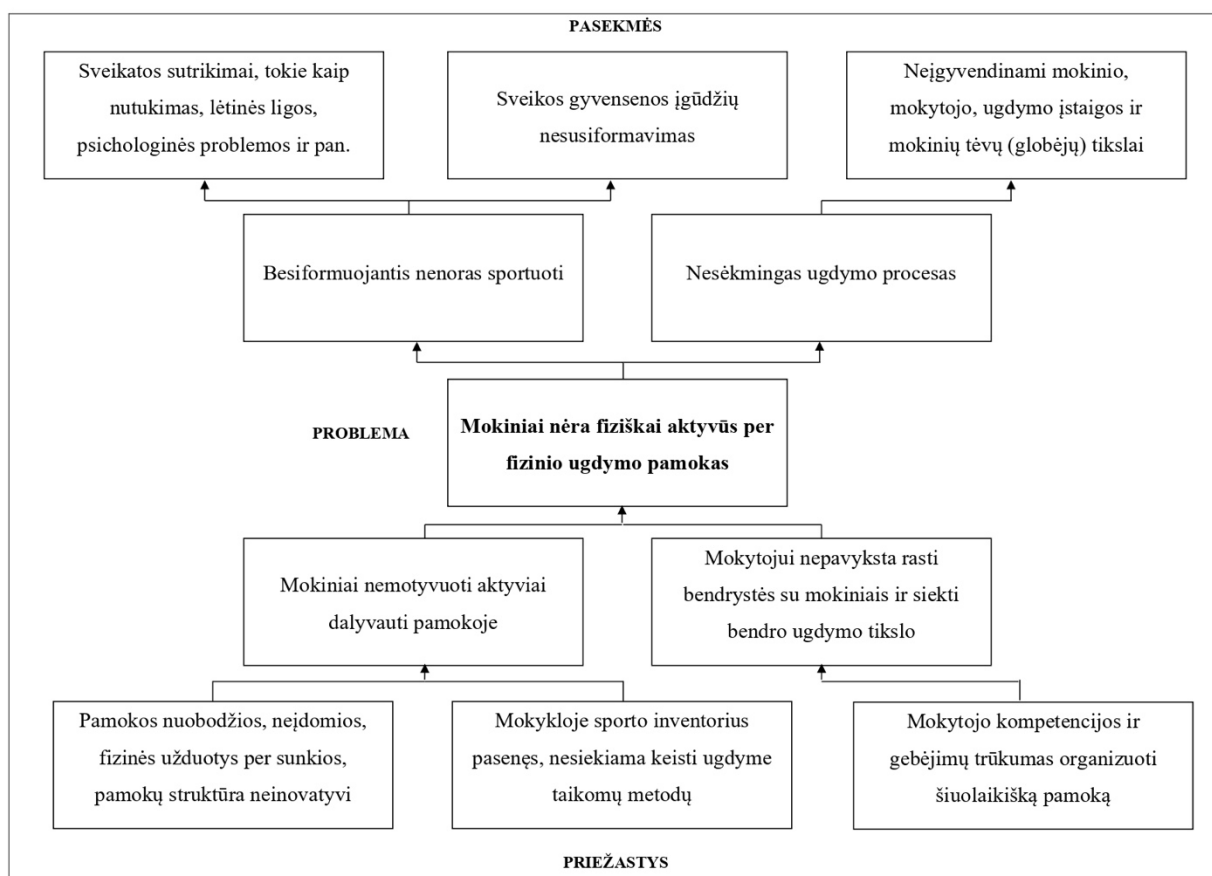 PASEKMĖS
Sveikatos sutrikimai, tokie kaip
nutukimas, lėtinės ligos,
psichologinės problemos ir pan.
Sveikos gyvensenos įgūdžių
nesusiformavimas
Neįgyvendinami mokinio,
mokytojo, ugdymo įstaigos ir
mokinių tėvų (globėjų) tikslai
Besiformuojantis nenoras sportuoti
Nesėkmingas ugdymo procesas
PROBLEMA
Mokiniai nėra fiziškai aktyvūs per
fizinio ugdymo pamokas
Mokiniai nemotyvuoti aktyviai
dalyvauti pamokoje
Mokytojui nepavyksta rasti
bendrystės su mokiniais ir siekti
bendro ugdymo tikslo
Pamokos nuobodžios, neįdomios,
fizinės užduotys per sunkios,
pamokų struktūra neinovatyvi
Mokykloje sporto inventorius
pasenęs, nesiekiama keisti ugdyme
taikomų metodų
Mokytojo kompetencijos ir
gebėjimų trūkumas organizuoti
šiuolaikišką pamoką
PRIEŽASTYS